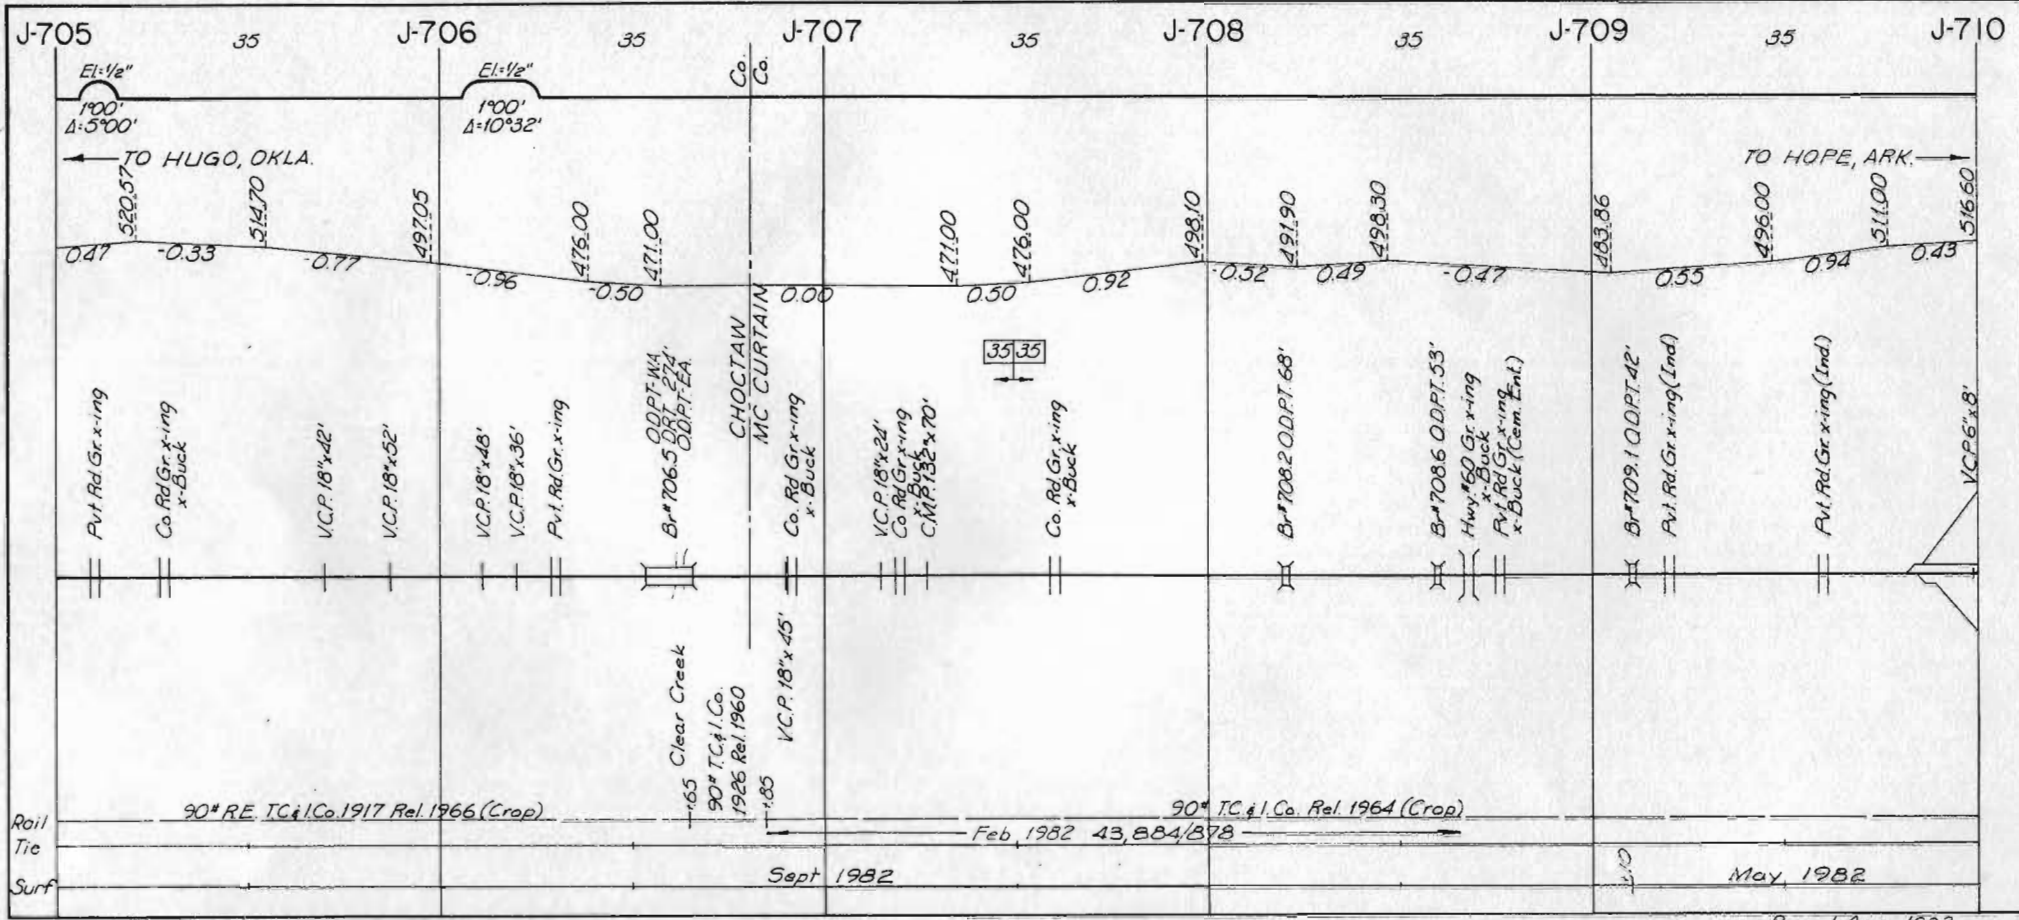 J-705 35 J-706 35 J-707 35 J-708 35 J-709 35 J-710
El.=1/2" El.=1/2" Co. Co.
1°00' 1°00'
Δ=5°00' Δ=10°32'
TO HUGO, OKLA. TO HOPE, ARK.
520.57 514.70 497.05 476.00 471.00 471.00 476.00 498.10 491.90 498.30 483.86 496.00 511.00 516.60
0.47 -0.33 -0.77 -0.96 -0.50 0.00 0.50 0.92 -0.52 0.49 -0.47 0.55 0.94 0.43
35 35
Pvt. Rd. Gr. x-ing
Co. Rd Gr. x-ing
x-Buck
V.C.P. 18"x42'
V.C.P. 18"x52'
V.C.P. 18"x48'
V.C.P. 18"x36'
Pvt. Rd. Gr. x-ing
ODPT-WA
Br#706.5 DRT 274'
ODPT-EA.
CHOCTAW
MC CURTAIN
Co. Rd Gr. x-ing
x-Buck
V.C.P. 18"x24'
Co Rd Gr. x-ing
x-Buck
C.M.P. 132"x70'
Co. Rd. Gr. x-ing
x-Buck
Br#708.2 O.D.P.T. 68'
Br#708.6 O.D.P.T. 53'
Hwy.#60 Gr. x-ing
x-Buck
Pvt. Rd Gr. x-ing
x-Buck (Cem. Ent.)
Br#709.1 O.D.P.T. 42'
Pvt. Rd. Gr. x-ing (Ind.)
Pvt. Rd. Gr. x-ing (Ind.)
V.C.P. 6"x8'
Clear Creek
.65
90# T.C.&I. Co.
1926 Rel. 1960
V.C.P. 18"x45'
.85
Rail 90# R.E. T.C.&I. Co. 1917 Rel. 1966 (Crop) 90# T.C.&I. Co. Rel. 1964 (Crop)
Feb, 1982 43,884/878
Tie
.10
Surf Sept 1982 May, 1982